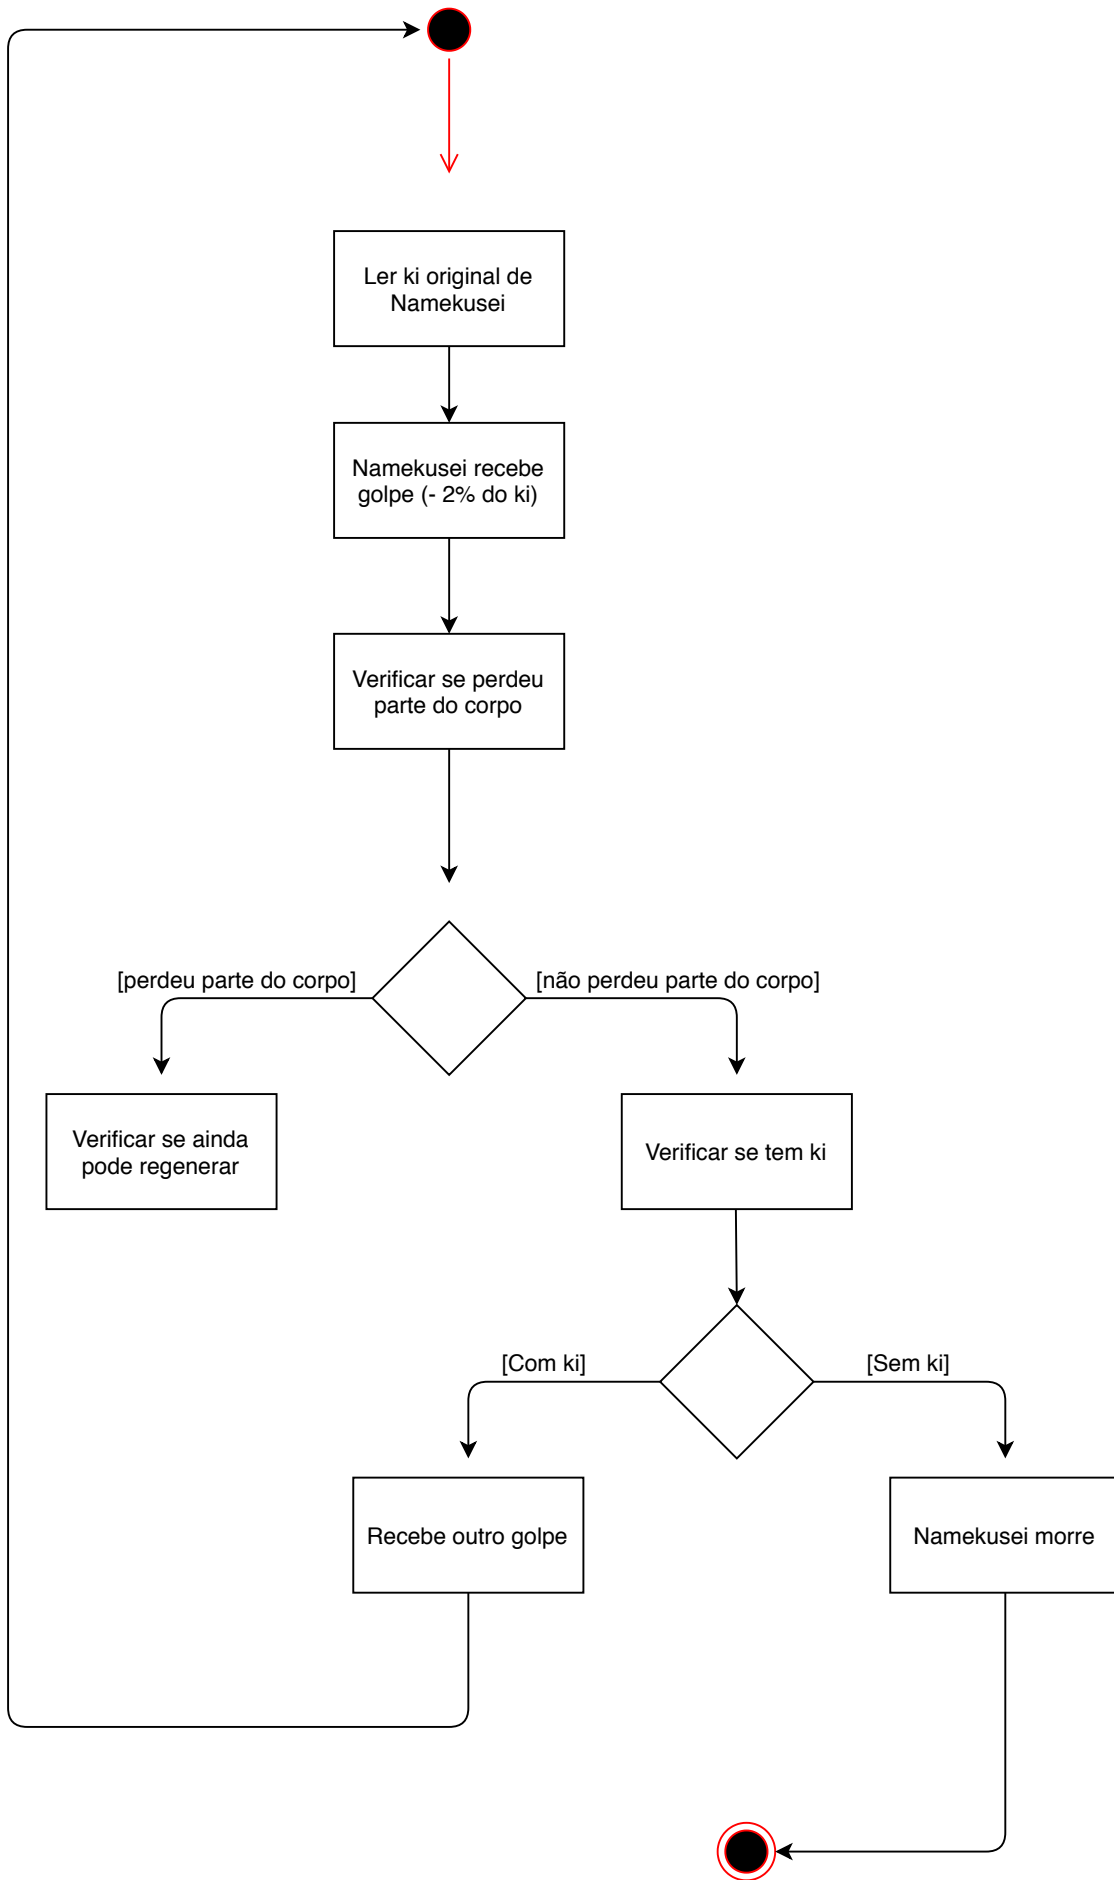 Ler ki original de
Namekusei
Namekusei recebe
golpe (- 2% do ki)
Verificar se perdeu
parte do corpo
[perdeu parte do corpo]
[não perdeu parte do corpo]
Verificar se ainda
pode regenerar
Verificar se tem ki
[Com ki]
[Sem ki]
Recebe outro golpe
Namekusei morre